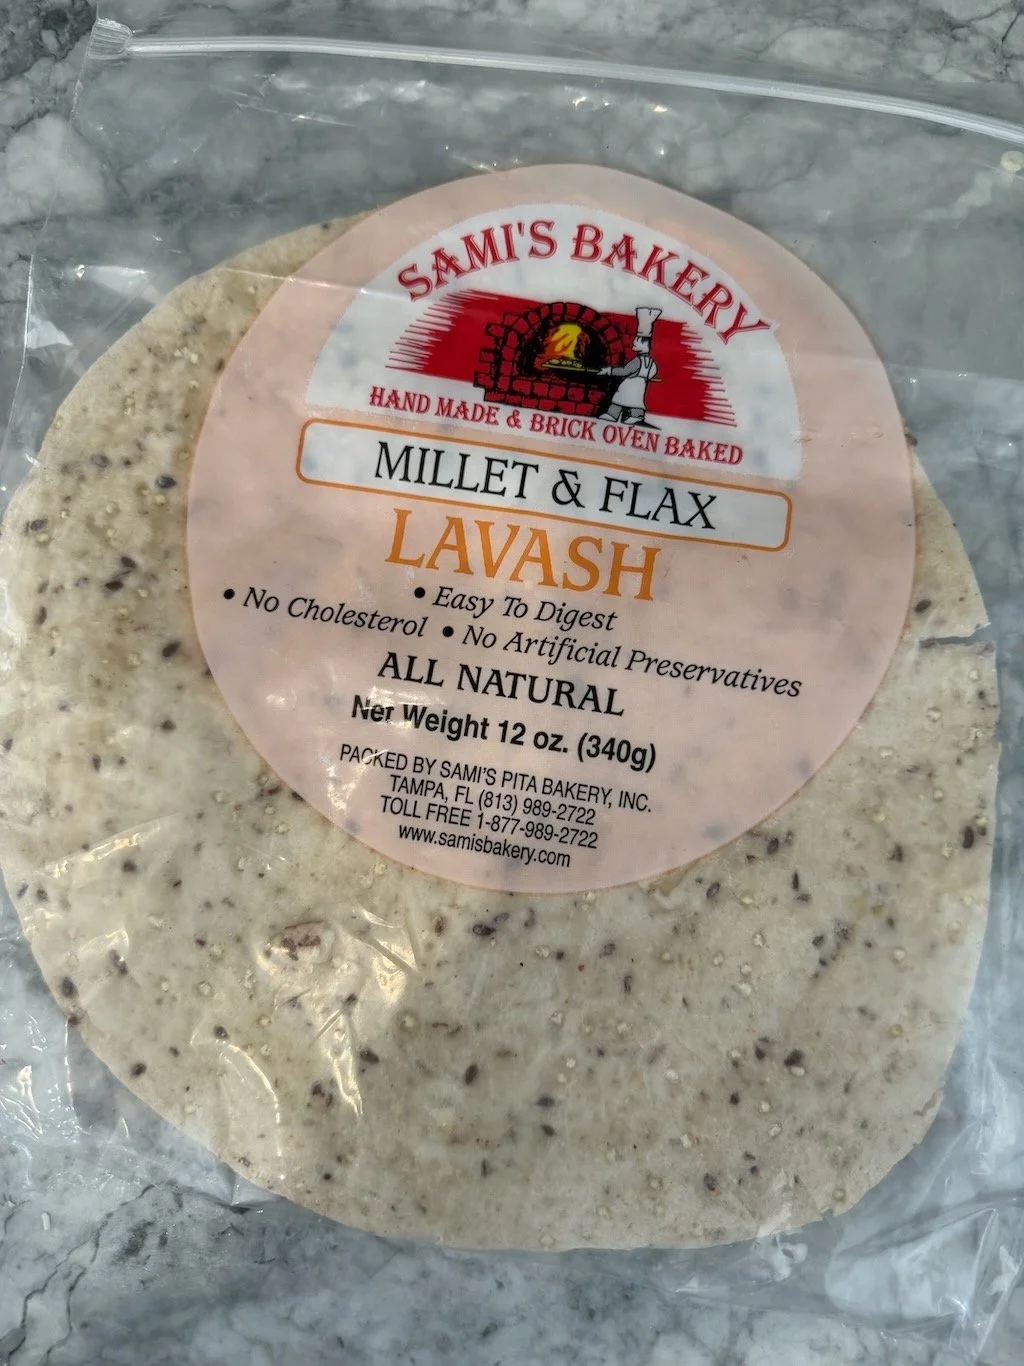 SAMI'S BAKERY
HAND MADE & BRICK OVEN BAKED
MILLET & FLAX
LAVASH
• Easy To Digest
• No Cholesterol • No Artificial Preservatives
ALL NATURAL
Net Weight 12 oz. (340g)
PACKED BY SAMI'S PITA BAKERY, INC.
TAMPA, FL (813) 989-2722
TOLL FREE 1-877-989-2722
www.samisbakery.com